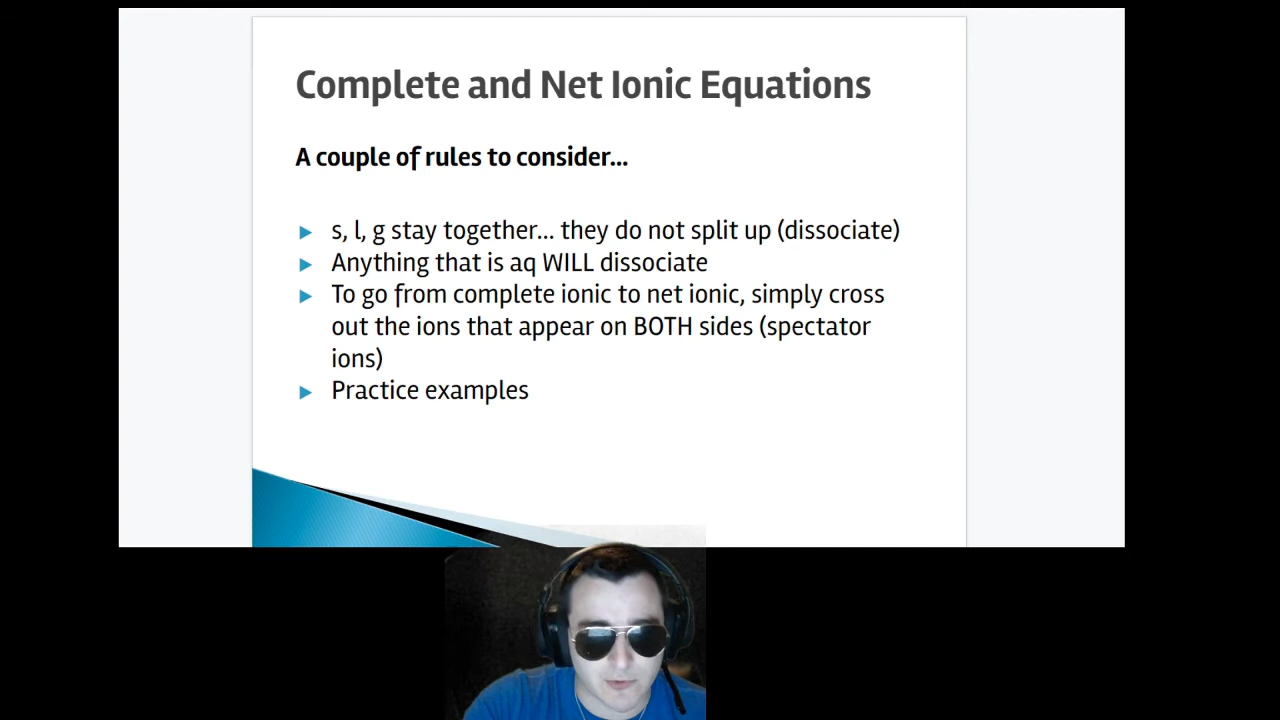 Complete and Net Ionic Equations
A couple of rules to consider...
s, l, g stay together... they do not split up (dissociate)
Anything that is aq WILL dissociate
To go from complete ionic to net ionic, simply cross
out the ions that appear on BOTH sides (spectator
ions)
Practice examples